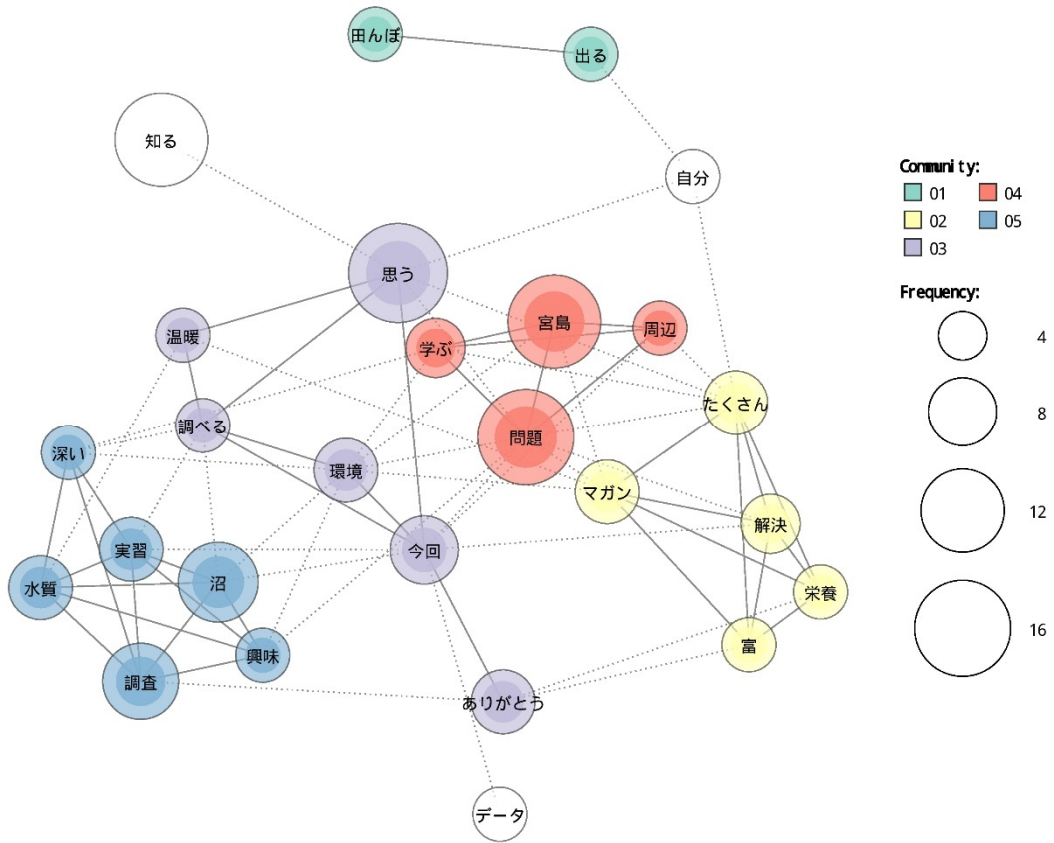 田んぼ
出る
知る
自分
思う
温暖
宮島
周辺
学ぶ
調べる
たくさん
深い
問題
環境
マガン
解決
実習
今回
水質
沼
栄養
興味
富
調査
ありがとう
データ
Community:
01
04
02
05
03
Frequency:
4
8
12
16